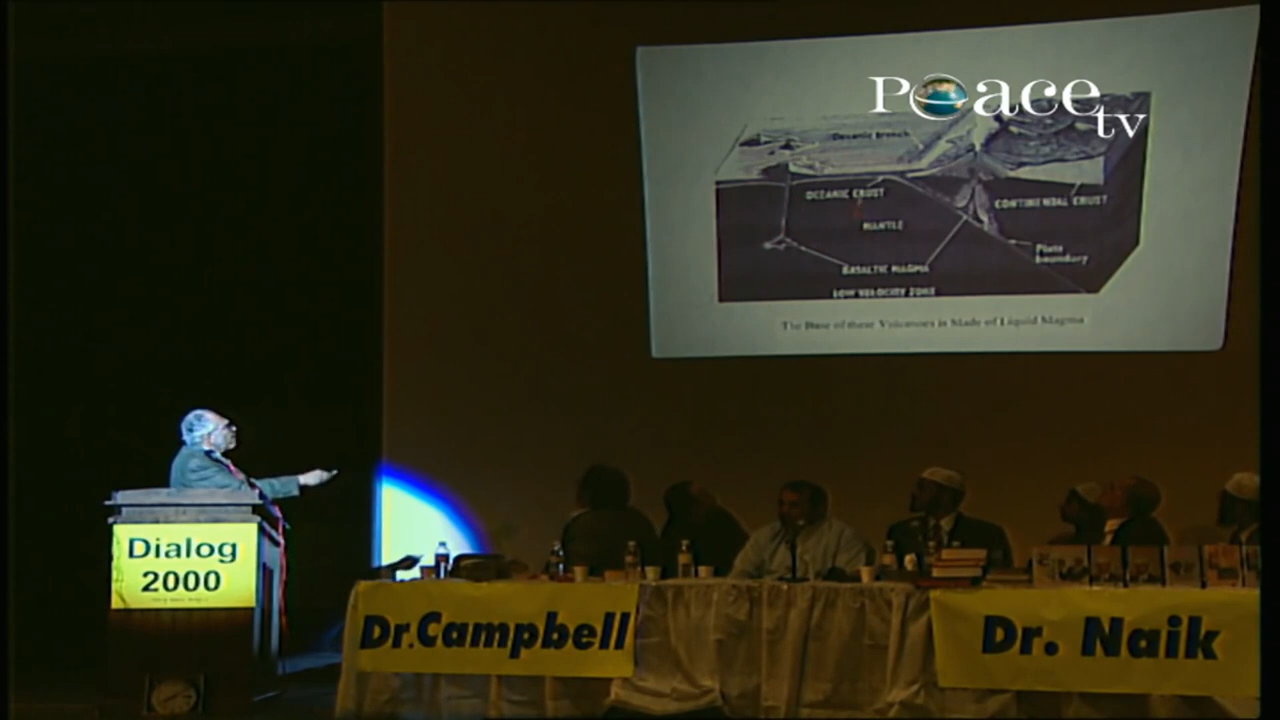 Peace
tv
Oceanic trench
OCEANIC CRUST
CONTINENTAL CRUST
MANTLE
Plate
boundary
BASALTIC MAGMA
LOW VELOCITY ZONE
The Base of these Volcanoes is Made of Liquid Magma
Dialog
2000
Dr.Campbell
Dr. Naik